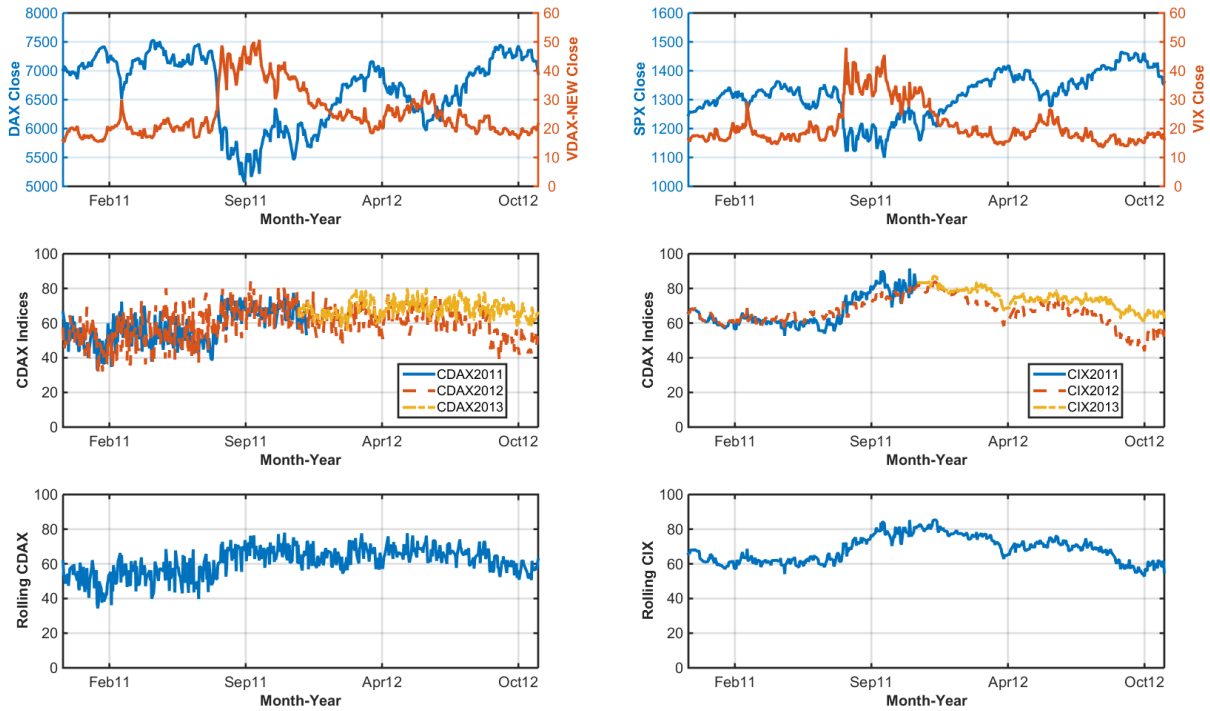 DAX Close
8000
7500
7000
6500
6000
5500
5000
60
50
40
30
20
10
0
VDAX-NEW Close
Feb11 Sep11 Apr12 Oct12
Month-Year
SPX Close
1600
1500
1400
1300
1200
1100
1000
60
50
40
30
20
10
0
VIX Close
Feb11 Sep11 Apr12 Oct12
Month-Year
CDAX Indices
100
80
60
40
20
0
CDAX2011
CDAX2012
CDAX2013
Feb11 Sep11 Apr12 Oct12
Month-Year
CDAX Indices
100
80
60
40
20
0
CIX2011
CIX2012
CIX2013
Feb11 Sep11 Apr12 Oct12
Month-Year
Rolling CDAX
100
80
60
40
20
0
Feb11 Sep11 Apr12 Oct12
Month-Year
Rolling CIX
100
80
60
40
20
0
Feb11 Sep11 Apr12 Oct12
Month-Year